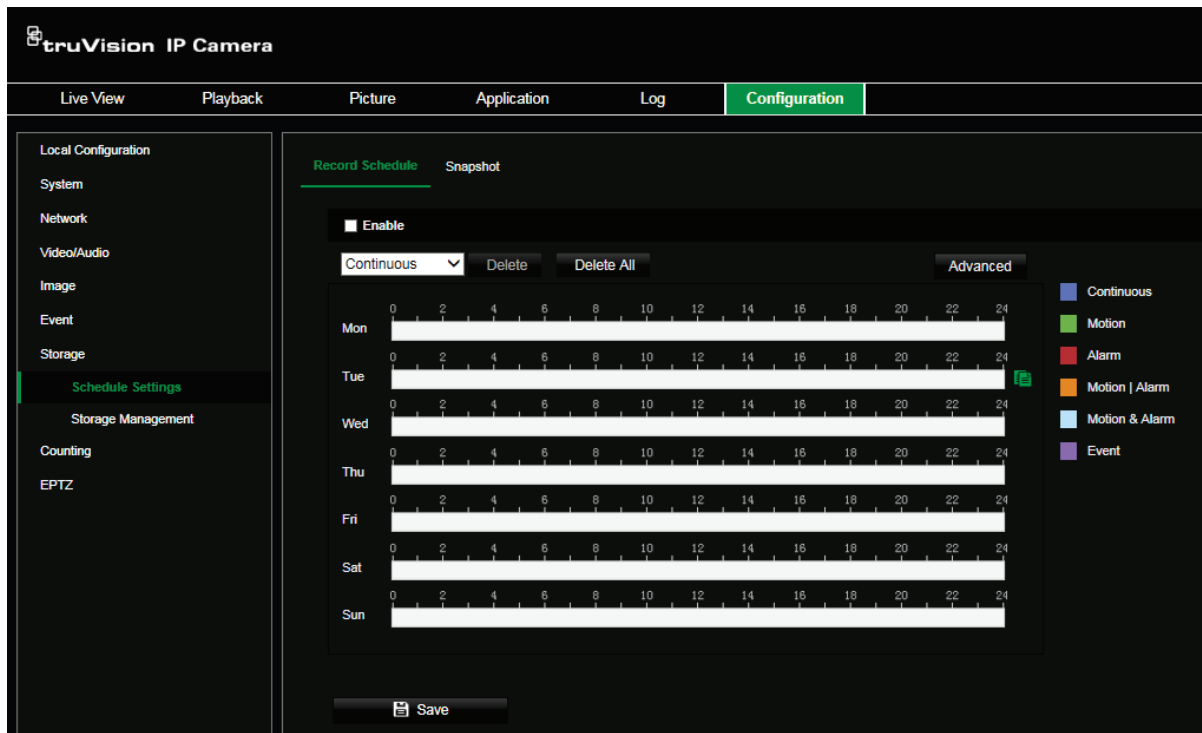 truVision IP Camera
Live View Playback Picture Application Log Configuration
Local Configuration
System
Network
Video/Audio
Image
Event
Storage
Schedule Settings
Storage Management
Counting
EPTZ
Record Schedule Snapshot
Enable
Continuous Delete Delete All Advanced
0 2 4 6 8 10 12 14 16 18 20 22 24
Mon
0 2 4 6 8 10 12 14 16 18 20 22 24
Tue
0 2 4 6 8 10 12 14 16 18 20 22 24
Wed
0 2 4 6 8 10 12 14 16 18 20 22 24
Thu
0 2 4 6 8 10 12 14 16 18 20 22 24
Fri
0 2 4 6 8 10 12 14 16 18 20 22 24
Sat
0 2 4 6 8 10 12 14 16 18 20 22 24
Sun
Continuous
Motion
Alarm
Motion | Alarm
Motion & Alarm
Event
Save